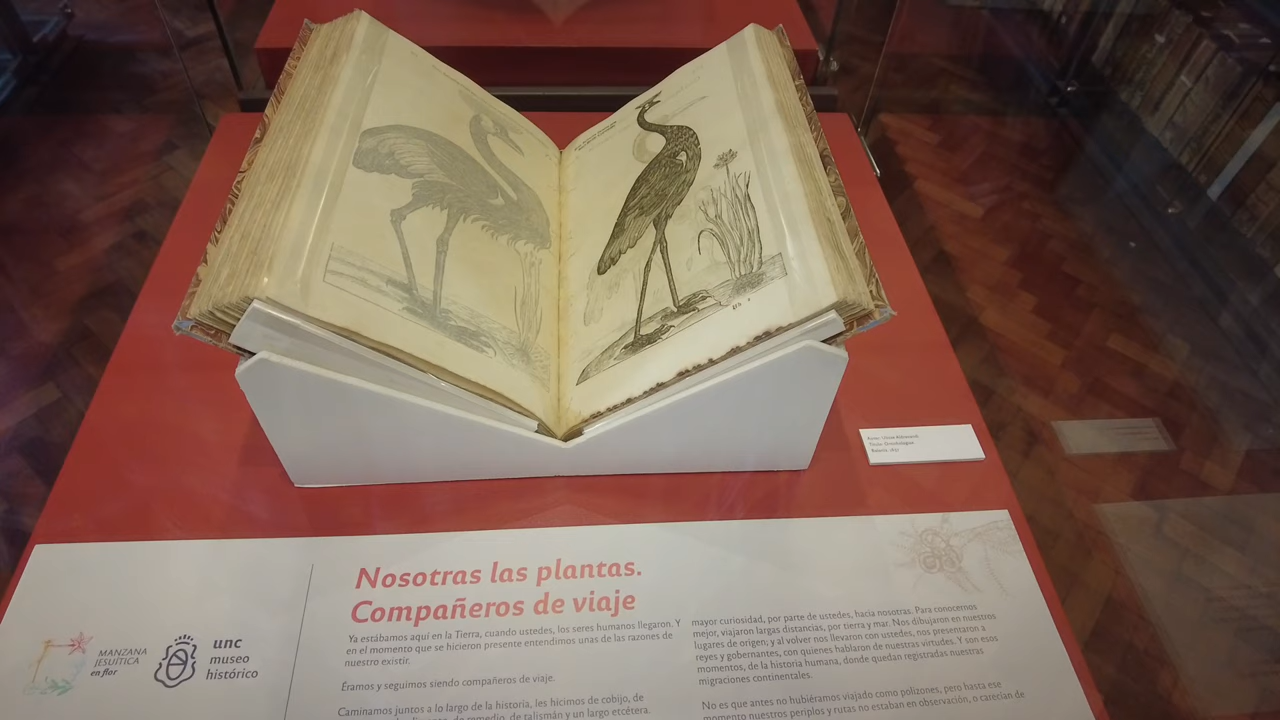 Autor: Ulisse Aldrovandi
Título: Ornithologiae
Nosotras las plantas.
Compañeros de viaje
Ya estábamos aquí en la Tierra, cuando ustedes, los seres humanos llegaron. Y
en el momento que se hicieron presente entendimos unas de las razones de
nuestro existir.
Éramos y seguimos siendo compañeros de viaje.
Caminamos juntos a lo largo de la historia, les hicimos de cobijo, de
de remedio, de talismán y un largo etcétera.
mayor curiosidad, por parte de ustedes, hacia nosotras. Para conocernos
mejor, viajaron largas distancias, por tierra y mar. Nos dibujaron en nuestros
lugares de origen; y al volver nos llevaron con ustedes, nos presentaron a
reyes y gobernantes, con quienes hablaron de nuestras virtudes. Y son esos
momentos, de la historia humana, donde quedan registradas nuestras
migraciones continentales.
No es que antes no hubiéramos viajado como polizones, pero hasta ese
momento nuestros periplos y rutas no estaban en observación, o carecían de
MANZANA
JESUÍTICA
en flor
unc
museo
histórico